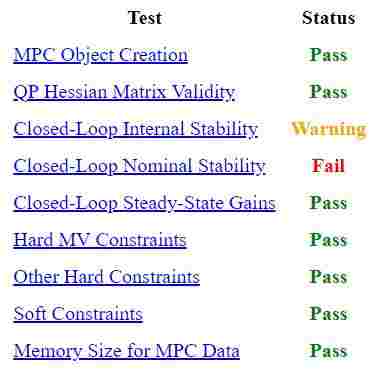 Test Status
MPC Object Creation Pass
QP Hessian Matrix Validity Pass
Closed-Loop Internal Stability Warning
Closed-Loop Nominal Stability Fail
Closed-Loop Steady-State Gains Pass
Hard MV Constraints Pass
Other Hard Constraints Pass
Soft Constraints Pass
Memory Size for MPC Data Pass